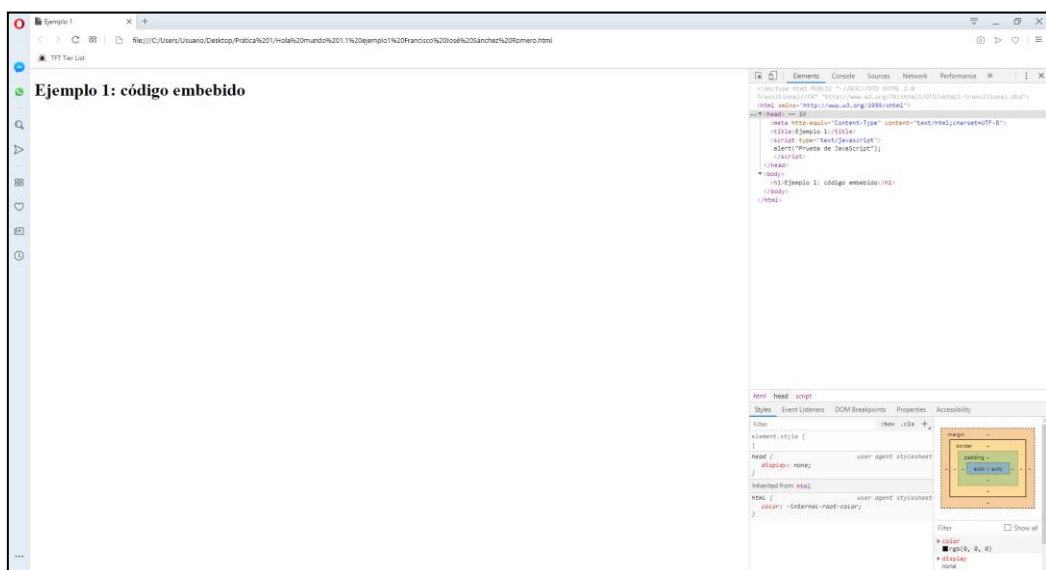 Ejemplo 1
file:///C:/Users/Usuario/Desktop/Prática%201/Hola%20mundo%201.1%20ejemplo1%20Francisco%20José%20Sánchez%20Romero.html
TFT Tier List
Ejemplo 1: código embebido
Elements Console Sources Network Performance
<!doctype html PUBLIC "-//W3C//DTD XHTML 1.0
Transitional//EN" "http://www.w3.org/TR/xhtml1/DTD/xhtml1-transitional.dtd">
<html xmlns="http://www.w3.org/1999/xhtml">
...▼<head> == $0
<meta http-equiv="Content-Type" content="text/html;charset=UTF-8">
<title>Ejemplo 1</title>
<script type="text/javascript">
alert("Prueba de JavaScript");
</script>
</head>
▼<body>
<h1>Ejemplo 1: código embebido</h1>
</body>
</html>
html head script
Styles Event Listeners DOM Breakpoints Properties Accessibility
Filter :hov .cls +
element.style {
}
head { user agent stylesheet
display: none;
}
Inherited from html
html { user agent stylesheet
color: -internal-root-color;
}
margin -
border -
padding -
auto × auto
Filter Show all
color
rgb(0, 0, 0)
display
none